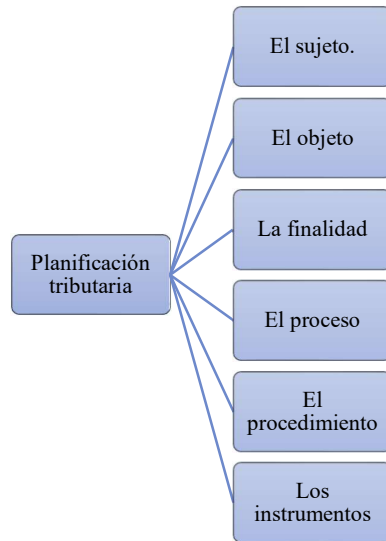 El sujeto.
El objeto
La finalidad
Planificación
tributaria
El proceso
El
procedimiento
Los
instrumentos